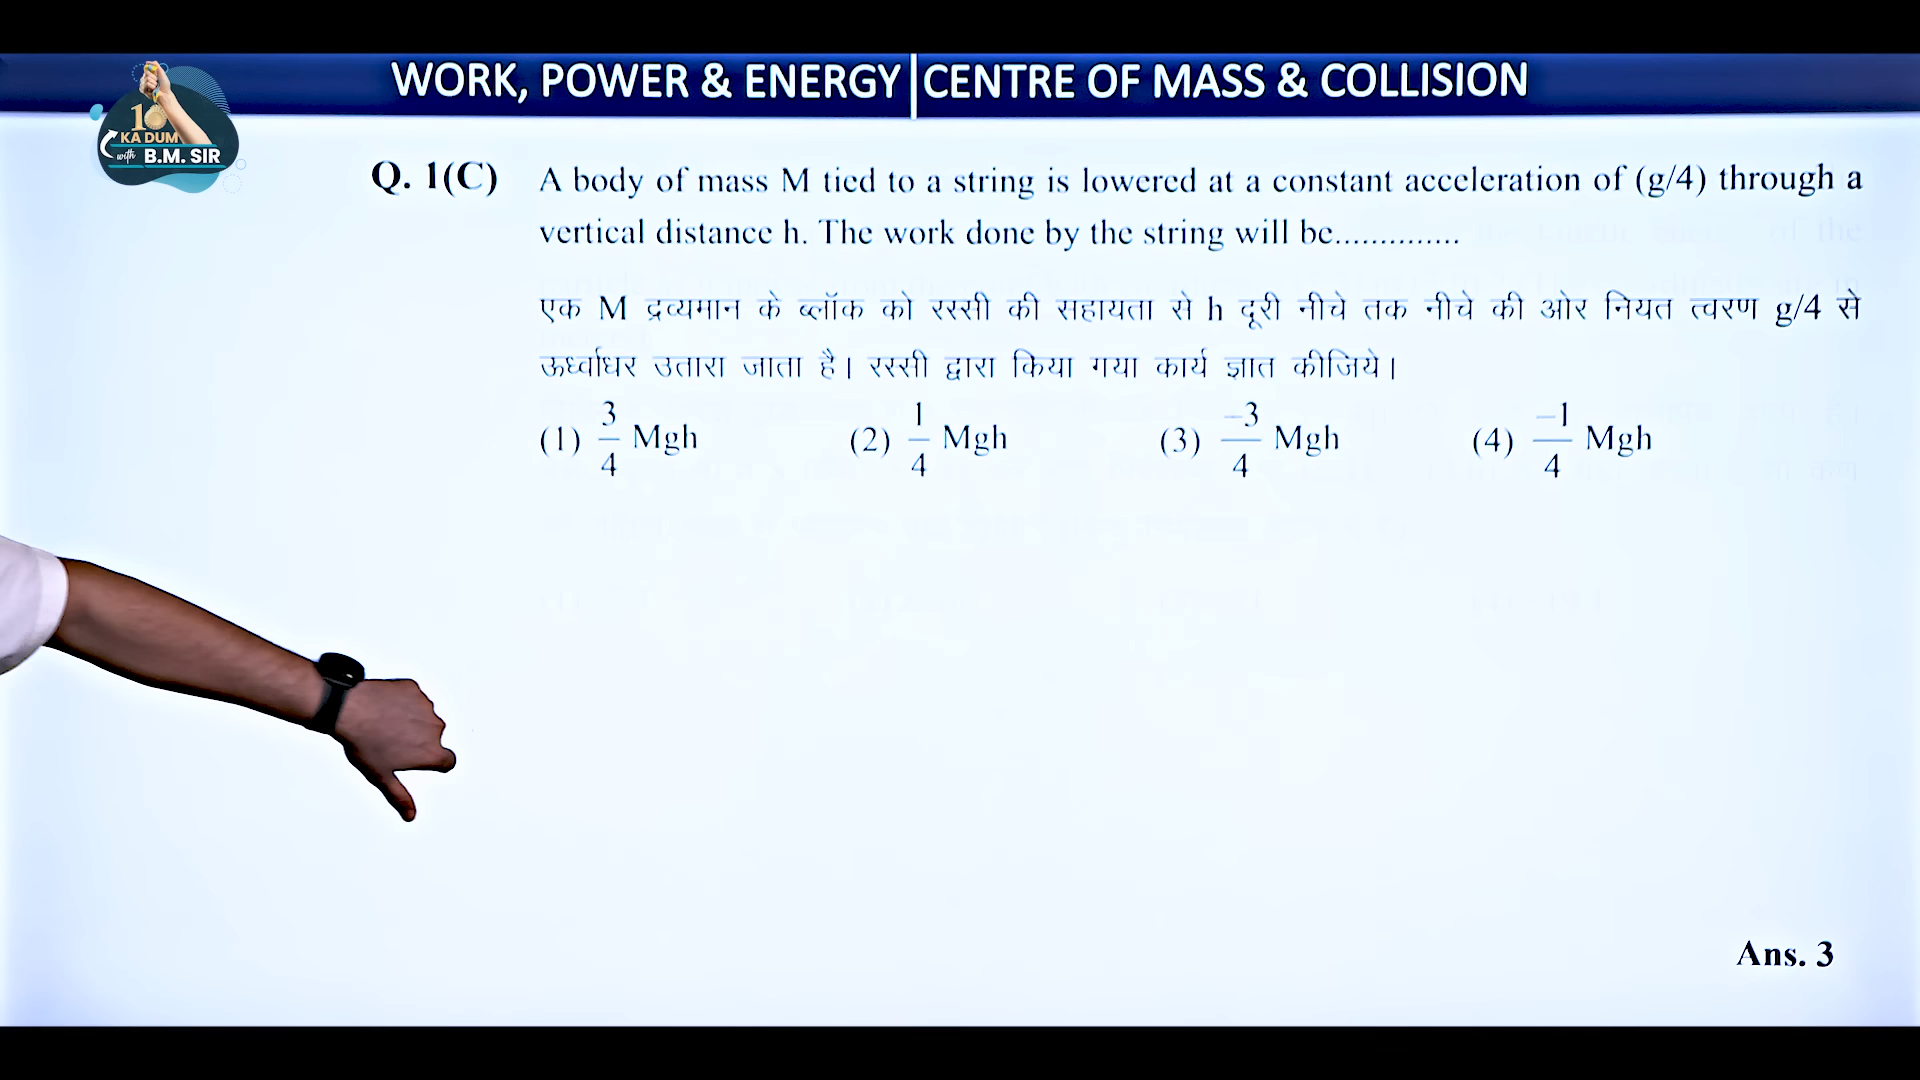 WORK, POWER & ENERGY | CENTRE OF MASS & COLLISION
10
KA DUM
with B.M. SIR
Q. 1(C) A body of mass M tied to a string is lowered at a constant acceleration of (g/4) through a
vertical distance h. The work done by the string will be..............
एक M द्रव्यमान के ब्लॉक को रस्सी की सहायता से h दूरी नीचे तक नीचे की ओर नियत त्वरण g/4 से
ऊर्ध्वाधर उतारा जाता है। रस्सी द्वारा किया गया कार्य ज्ञात कीजिये।
(1) 3/4 Mgh (2) 1/4 Mgh (3) –3/4 Mgh (4) –1/4 Mgh
Ans. 3